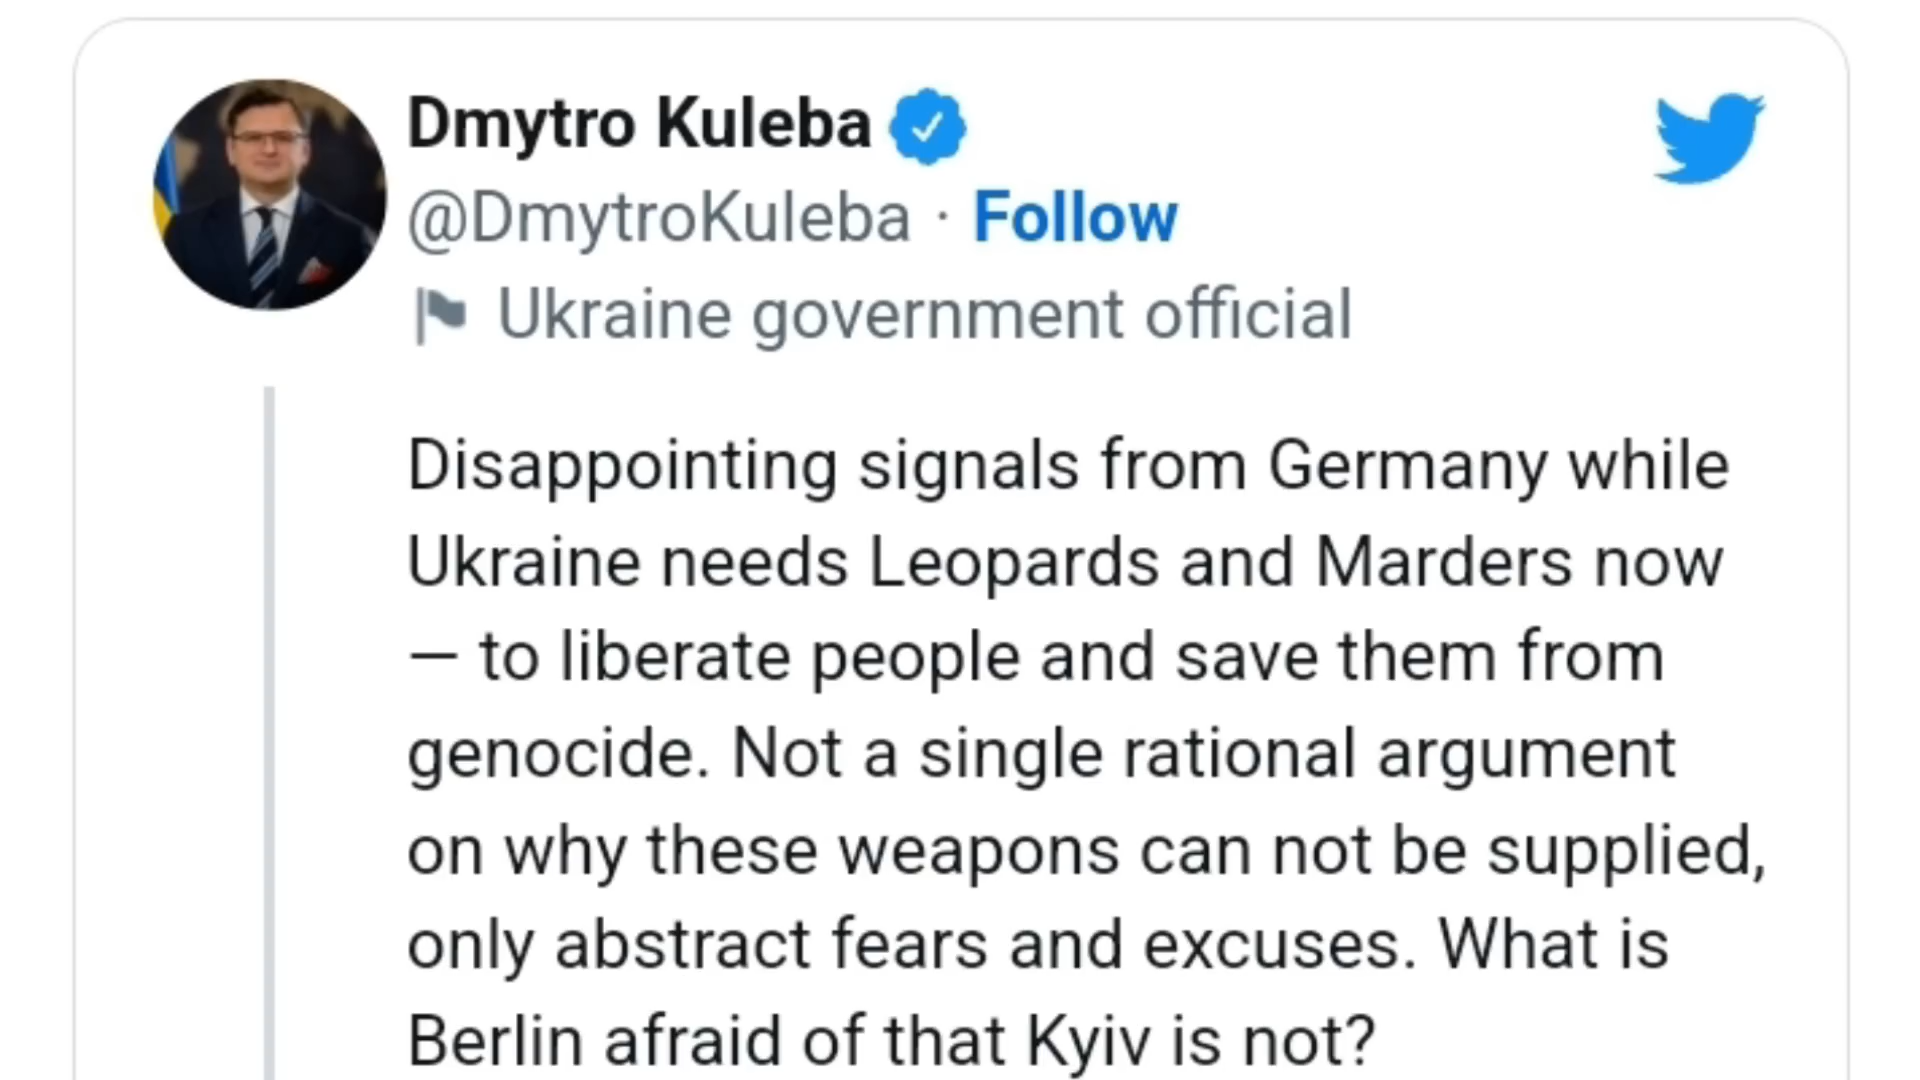 Dmytro Kuleba
@DmytroKuleba · Follow
Ukraine government official
Disappointing signals from Germany while
Ukraine needs Leopards and Marders now
— to liberate people and save them from
genocide. Not a single rational argument
on why these weapons can not be supplied,
only abstract fears and excuses. What is
Berlin afraid of that Kyiv is not?